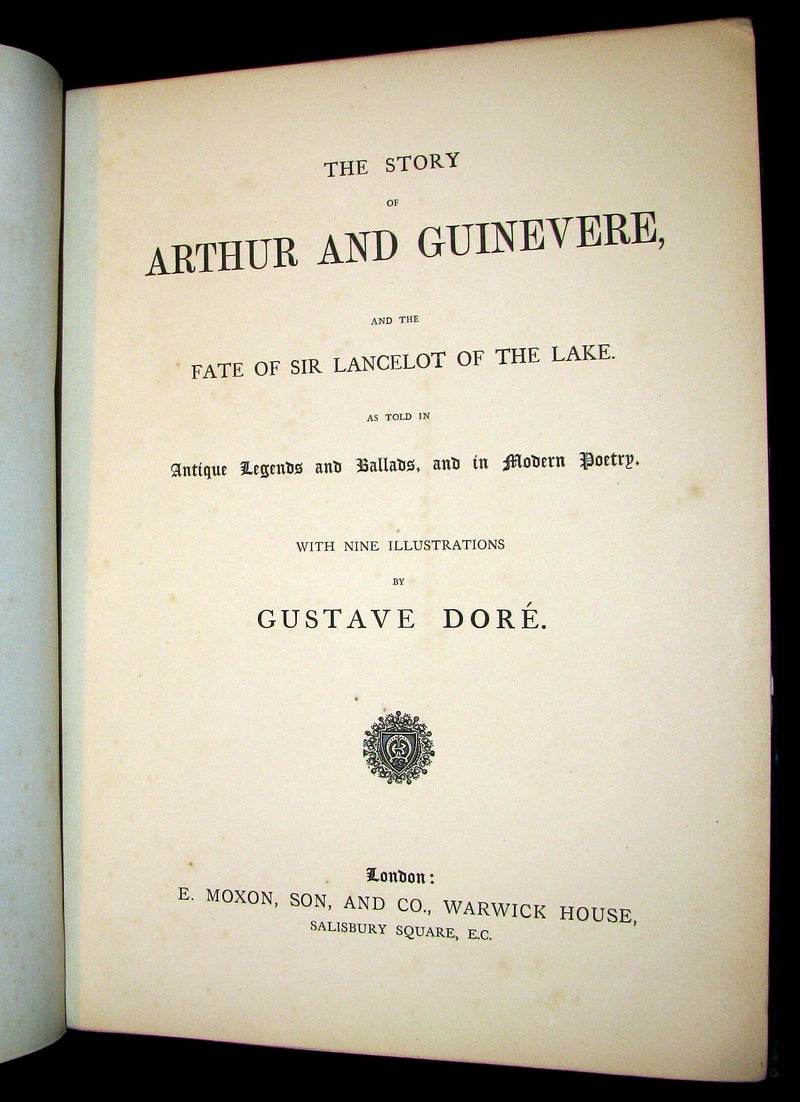 THE STORY
OF
ARTHUR AND GUINEVERE,
AND THE
FATE OF SIR LANCELOT OF THE LAKE.
AS TOLD IN
Antique Legends and Ballads, and in Modern Poetry.
WITH NINE ILLUSTRATIONS
BY
GUSTAVE DORÉ.
London:
E. MOXON, SON, AND CO., WARWICK HOUSE,
SALISBURY SQUARE, E.C.